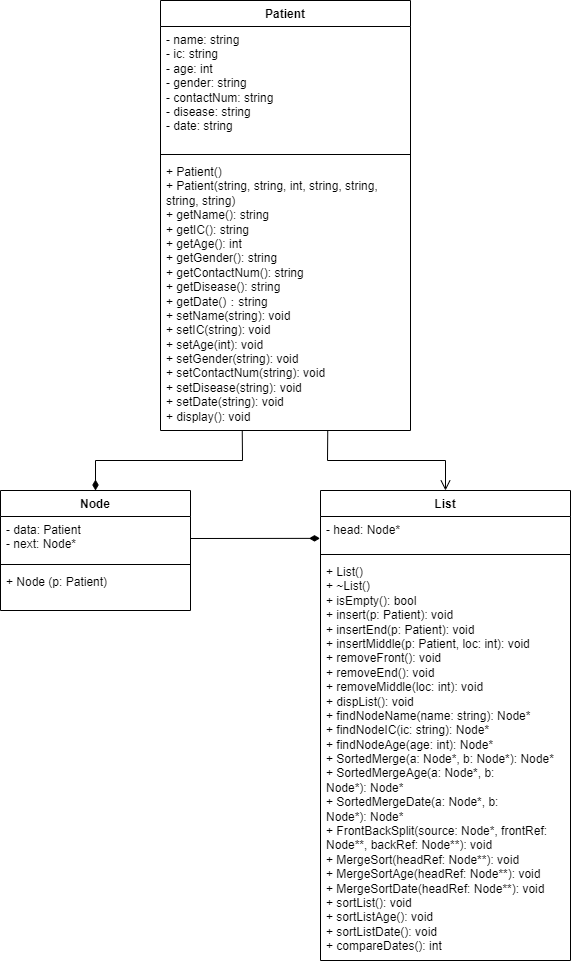 Patient
- name: string
- ic: string
- age: int
- gender: string
- contactNum: string
- disease: string
- date: string
+ Patient()
+ Patient(string, string, int, string, string,
string, string)
+ getName(): string
+ getIC(): string
+ getAge(): int
+ getGender(): string
+ getContactNum(): string
+ getDisease(): string
+ getDate() : string
+ setName(string): void
+ setIC(string): void
+ setAge(int): void
+ setGender(string): void
+ setContactNum(string): void
+ setDisease(string): void
+ setDate(string): void
+ display(): void
Node
- data: Patient
- next: Node*
+ Node (p: Patient)
List
- head: Node*
+ List()
+ ~List()
+ isEmpty(): bool
+ insert(p: Patient): void
+ insertEnd(p: Patient): void
+ insertMiddle(p: Patient, loc: int): void
+ removeFront(): void
+ removeEnd(): void
+ removeMiddle(loc: int): void
+ dispList(): void
+ findNodeName(name: string): Node*
+ findNodeIC(ic: string): Node*
+ findNodeAge(age: int): Node*
+ SortedMerge(a: Node*, b: Node*): Node*
+ SortedMergeAge(a: Node*, b:
Node*): Node*
+ SortedMergeDate(a: Node*, b:
Node*): Node*
+ FrontBackSplit(source: Node*, frontRef:
Node**, backRef: Node**): void
+ MergeSort(headRef: Node**): void
+ MergeSortAge(headRef: Node**): void
+ MergeSortDate(headRef: Node**): void
+ sortList(): void
+ sortListAge(): void
+ sortListDate(): void
+ compareDates(): int